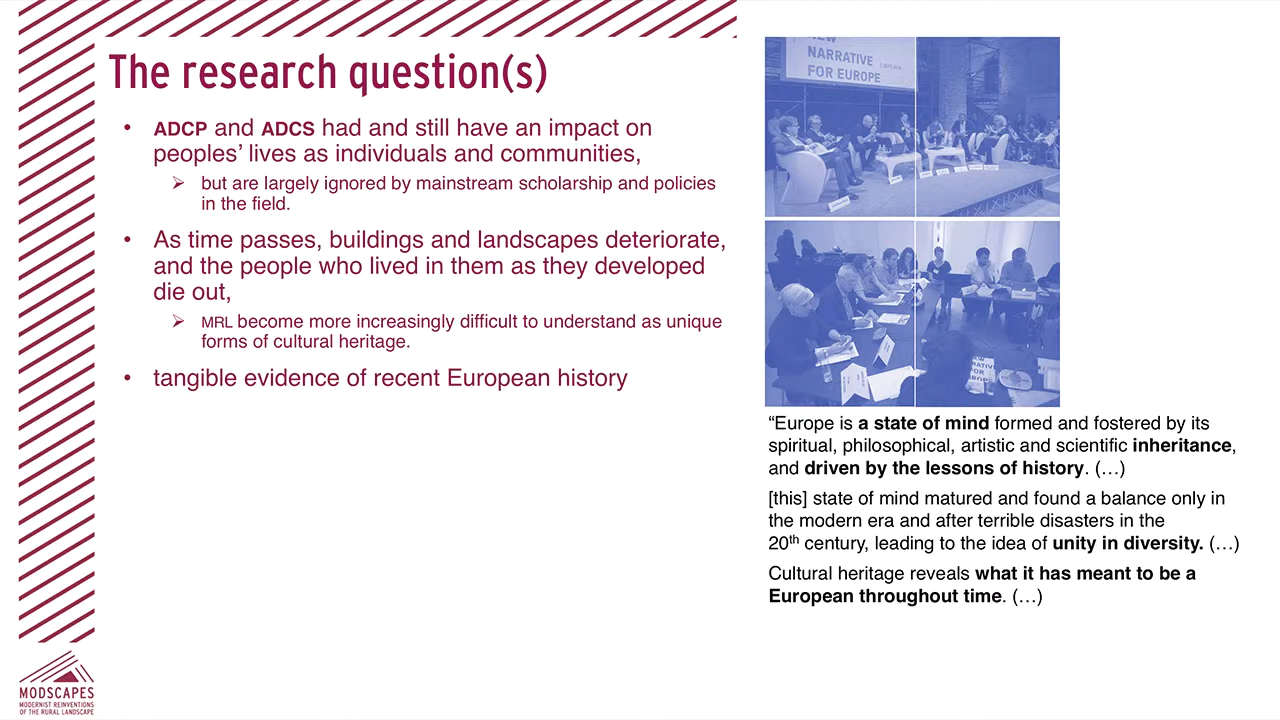 The research question(s)
• ADCP and ADCS had and still have an impact on
peoples’ lives as individuals and communities,
➢ but are largely ignored by mainstream scholarship and policies
in the field.
• As time passes, buildings and landscapes deteriorate,
and the people who lived in them as they developed
die out,
➢ MRL become more increasingly difficult to understand as unique
forms of cultural heritage.
• tangible evidence of recent European history
NARRATIVE
FOR EUROPE
“Europe is a state of mind formed and fostered by its
spiritual, philosophical, artistic and scientific inheritance,
and driven by the lessons of history. (…)
[this] state of mind matured and found a balance only in
the modern era and after terrible disasters in the
20th century, leading to the idea of unity in diversity. (…)
Cultural heritage reveals what it has meant to be a
European throughout time. (…)
MODSCAPES
MODERNIST REINVENTIONS
OF THE RURAL LANDSCAPE